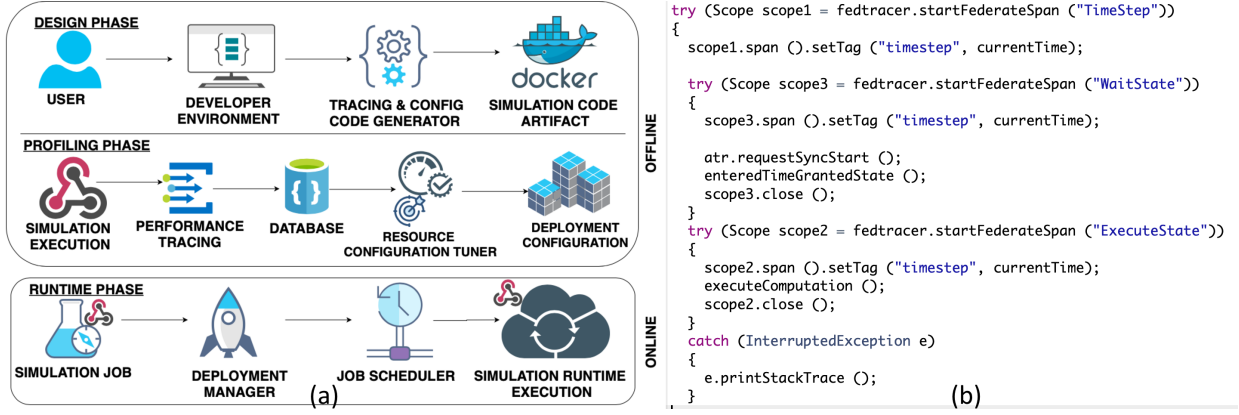 DESIGN PHASE
USER
DEVELOPER
ENVIRONMENT
TRACING & CONFIG
CODE GENERATOR
docker
SIMULATION CODE
ARTIFACT
PROFILING PHASE
SIMULATION
EXECUTION
PERFORMANCE
TRACING
DATABASE
RESOURCE
CONFIGURATION TUNER
DEPLOYMENT
CONFIGURATION
OFFLINE
RUNTIME PHASE
SIMULATION JOB
DEPLOYMENT
MANAGER
JOB SCHEDULER
SIMULATION RUNTIME
EXECUTION
ONLINE
(a)
try (Scope scope1 = fedtracer.startFederateSpan ("TimeStep"))
{
scope1.span ().setTag ("timestep", currentTime);
try (Scope scope3 = fedtracer.startFederateSpan ("WaitState"))
{
scope3.span ().setTag ("timestep", currentTime);
atr.requestSyncStart ();
enteredTimeGrantedState ();
scope3.close ();
}
try (Scope scope2 = fedtracer.startFederateSpan ("ExecuteState"))
{
scope2.span ().setTag ("timestep", currentTime);
executeComputation ();
scope2.close ();
}
catch (InterruptedException e)
{
e.printStackTrace ();
}
(b)